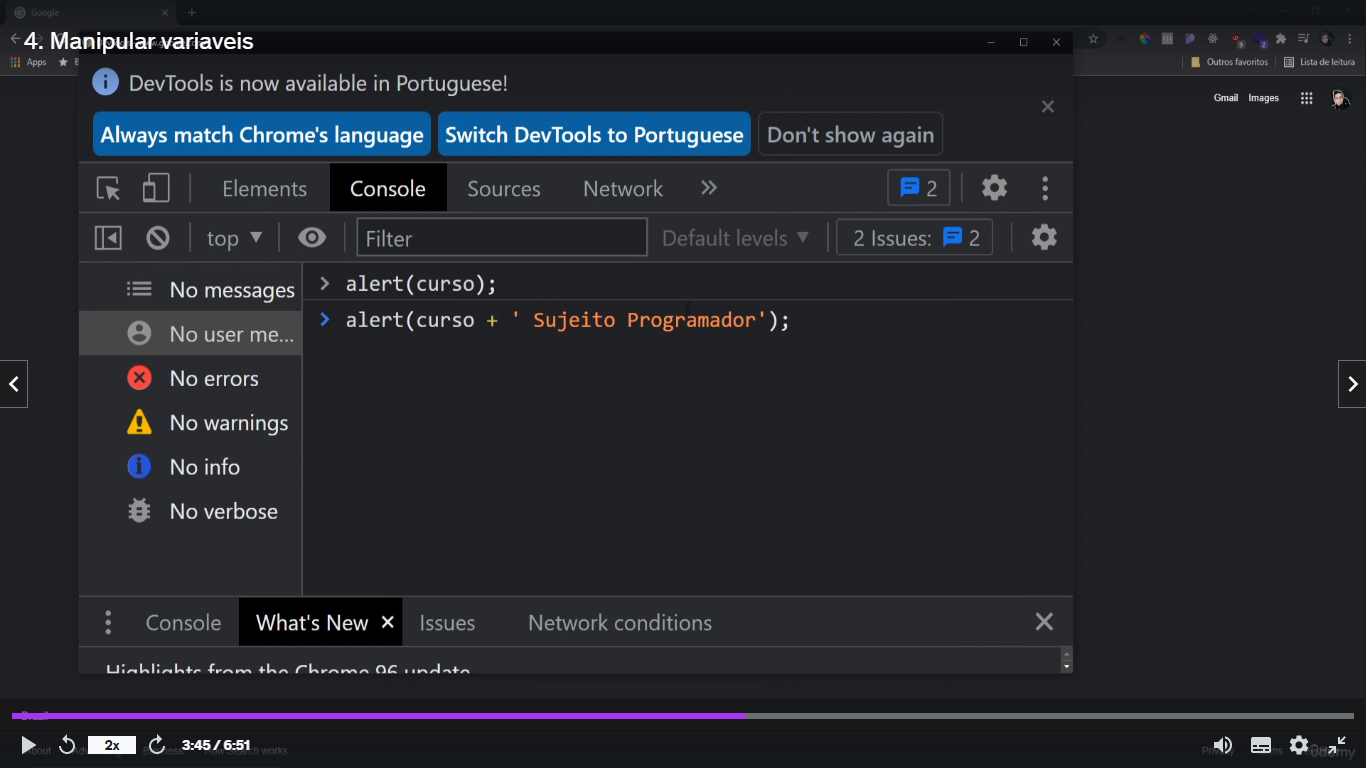 Google
4. Manipular variaveis
Apps
Outros favoritos
Lista de leitura
DevTools is now available in Portuguese!
Gmail Images
Always match Chrome's language Switch DevTools to Portuguese Don't show again
Elements Console Sources Network 2
top Filter Default levels 2 Issues: 2
No messages
No user me...
No errors
No warnings
No info
No verbose
> alert(curso);
> alert(curso + ' Sujeito Programador');
Console What's New Issues Network conditions
Highlights from the Chrome 96 update
Brazil
2x 3:45 / 6:51
udemy